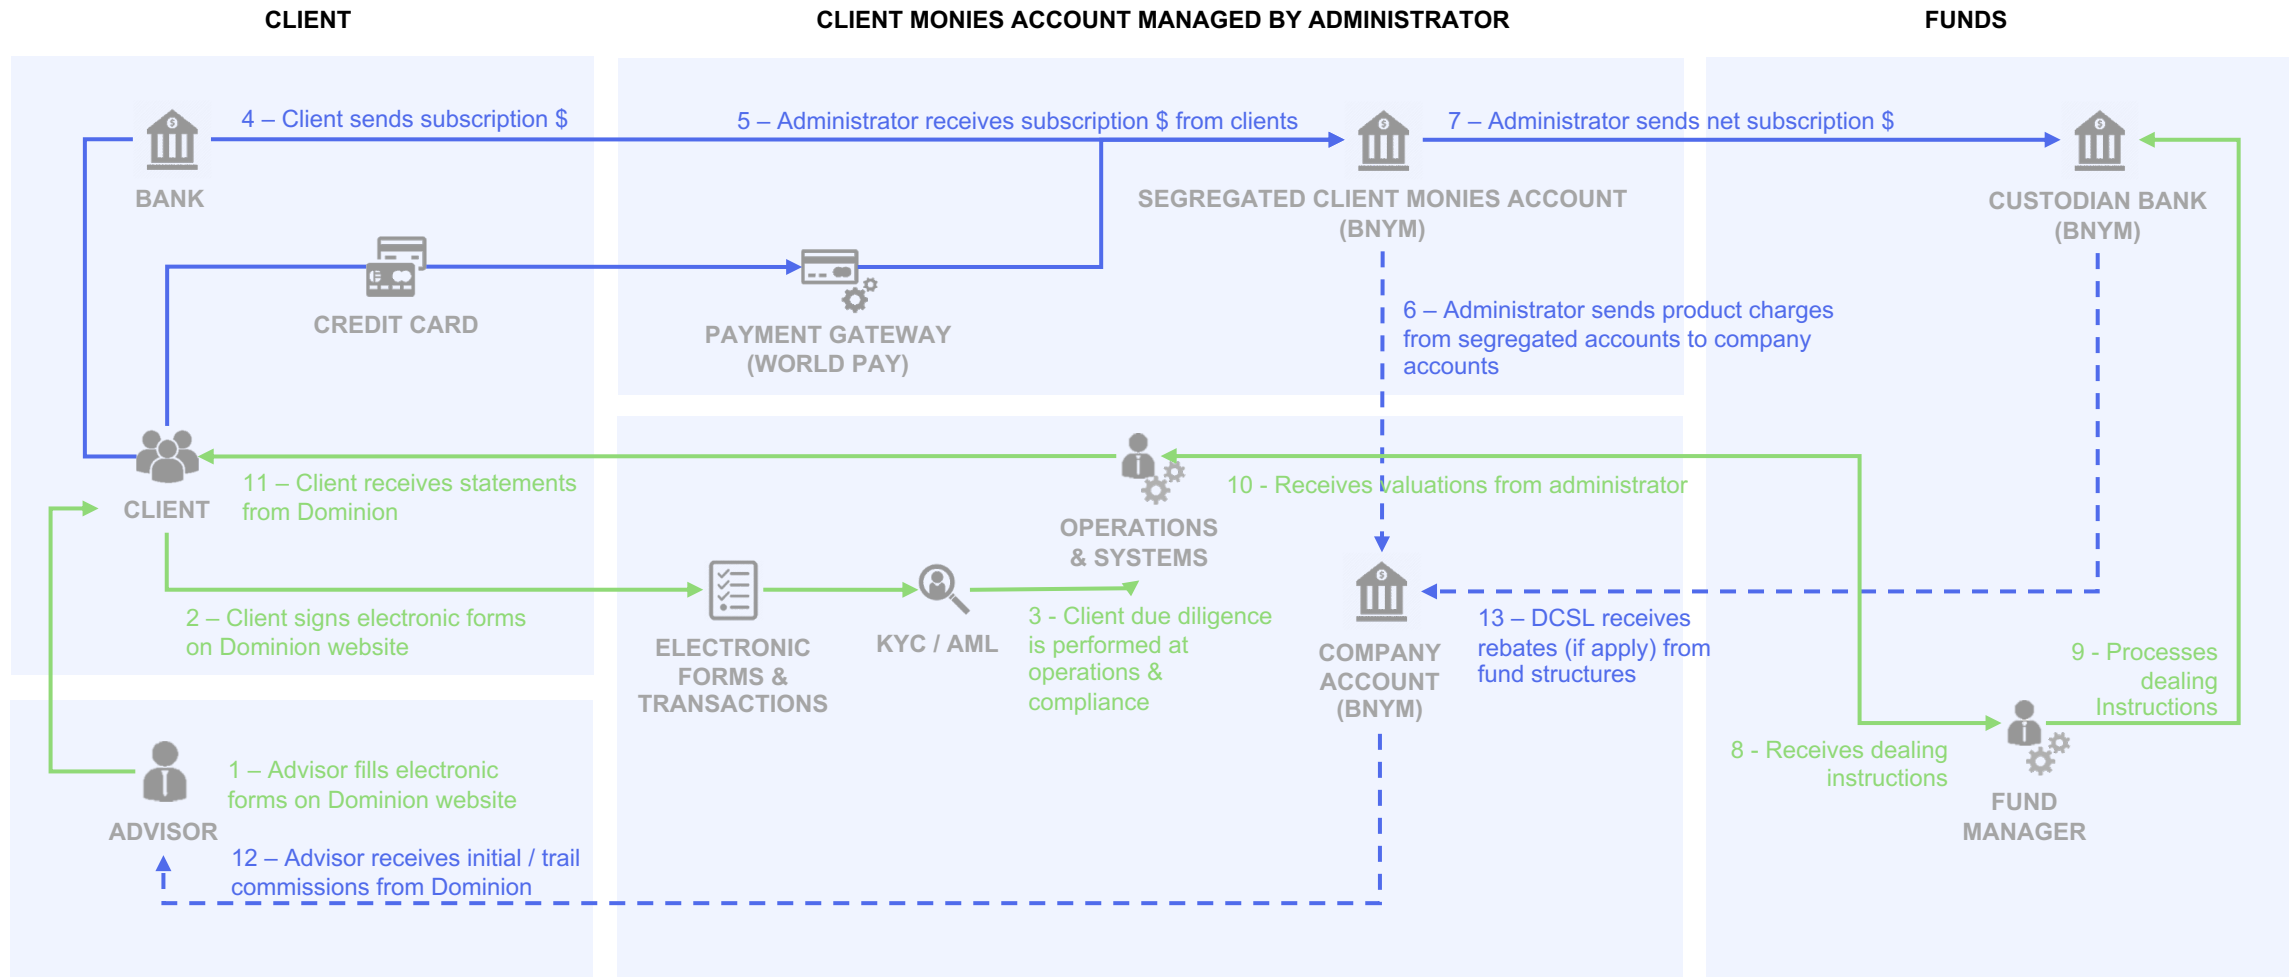 CLIENT
CLIENT MONIES ACCOUNT MANAGED BY ADMINISTRATOR
FUNDS
4 – Client sends subscription $
5 – Administrator receives subscription $ from clients
7 – Administrator sends net subscription $
BANK
SEGREGATED CLIENT MONIES ACCOUNT
(BNYM)
CUSTODIAN BANK
(BNYM)
CREDIT CARD
PAYMENT GATEWAY
(WORLD PAY)
6 – Administrator sends product charges
from segregated accounts to company
accounts
CLIENT
11 – Client receives statements
from Dominion
10 - Receives valuations from administrator
OPERATIONS
& SYSTEMS
2 – Client signs electronic forms
on Dominion website
ELECTRONIC
FORMS &
TRANSACTIONS
KYC / AML
3 - Client due diligence
is performed at
operations &
compliance
COMPANY
ACCOUNT
(BNYM)
13 – DCSL receives
rebates (if apply) from
fund structures
9 - Processes
dealing
Instructions
8 - Receives dealing
instructions
FUND
MANAGER
1 – Advisor fills electronic
forms on Dominion website
ADVISOR
12 – Advisor receives initial / trail
commissions from Dominion